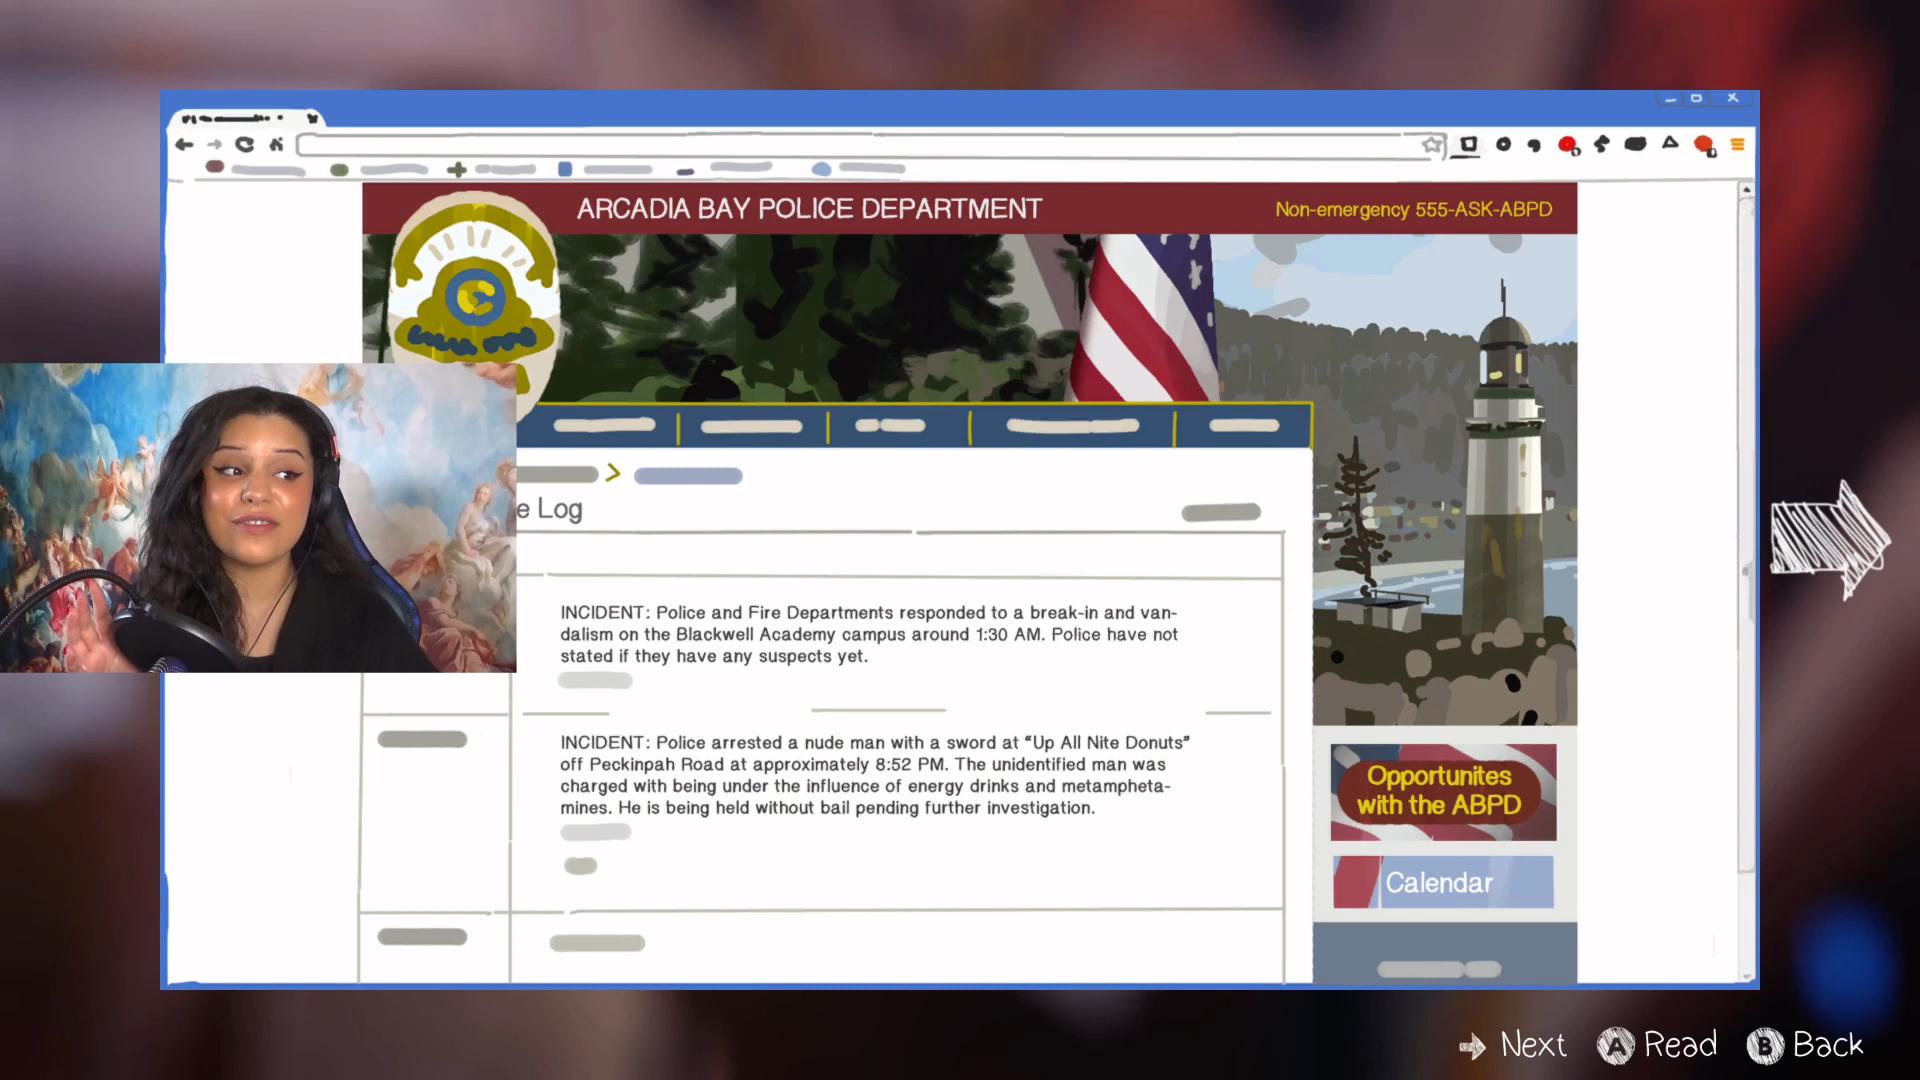 ARCADIA BAY POLICE DEPARTMENT
Non-emergency 555-ASK-ABPD
e Log
INCIDENT: Police and Fire Departments responded to a break-in and van-
dalism on the Blackwell Academy campus around 1:30 AM. Police have not
stated if they have any suspects yet.
INCIDENT: Police arrested a nude man with a sword at “Up All Nite Donuts”
off Peckinpah Road at approximately 8:52 PM. The unidentified man was
charged with being under the influence of energy drinks and metampheta-
mines. He is being held without bail pending further investigation.
Opportunites
with the ABPD
Calendar
Next
A Read
B Back